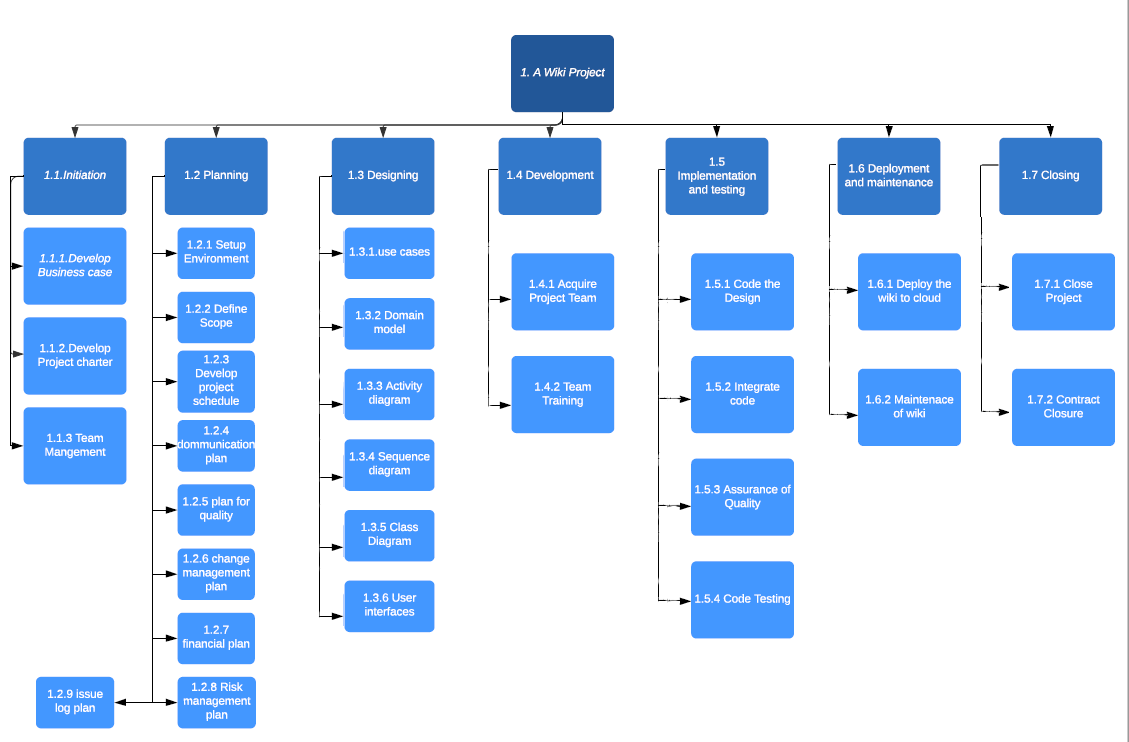 1. A Wiki Project
1.1.Initiation
1.1.1.Develop
Business case
1.1.2.Develop
Project charter
1.1.3 Team
Mangement
1.2 Planning
1.2.1 Setup
Environment
1.2.2 Define
Scope
1.2.3
Develop
project
schedule
1.2.4
dommunication
plan
1.2.5 plan for
quality
1.2.6 change
management
plan
1.2.7
financial plan
1.2.8 Risk
management
plan
1.2.9 issue
log plan
1.3 Designing
1.3.1.use cases
1.3.2 Domain
model
1.3.3 Activity
diagram
1.3.4 Sequence
diagram
1.3.5 Class
Diagram
1.3.6 User
interfaces
1.4 Development
1.4.1 Acquire
Project Team
1.4.2 Team
Training
1.5
Implementation
and testing
1.5.1 Code the
Design
1.5.2 Integrate
code
1.5.3 Assurance of
Quality
1.5.4 Code Testing
1.6 Deployment
and maintenance
1.6.1 Deploy the
wiki to cloud
1.6.2 Maintenace
of wiki
1.7 Closing
1.7.1 Close
Project
1.7.2 Contract
Closure